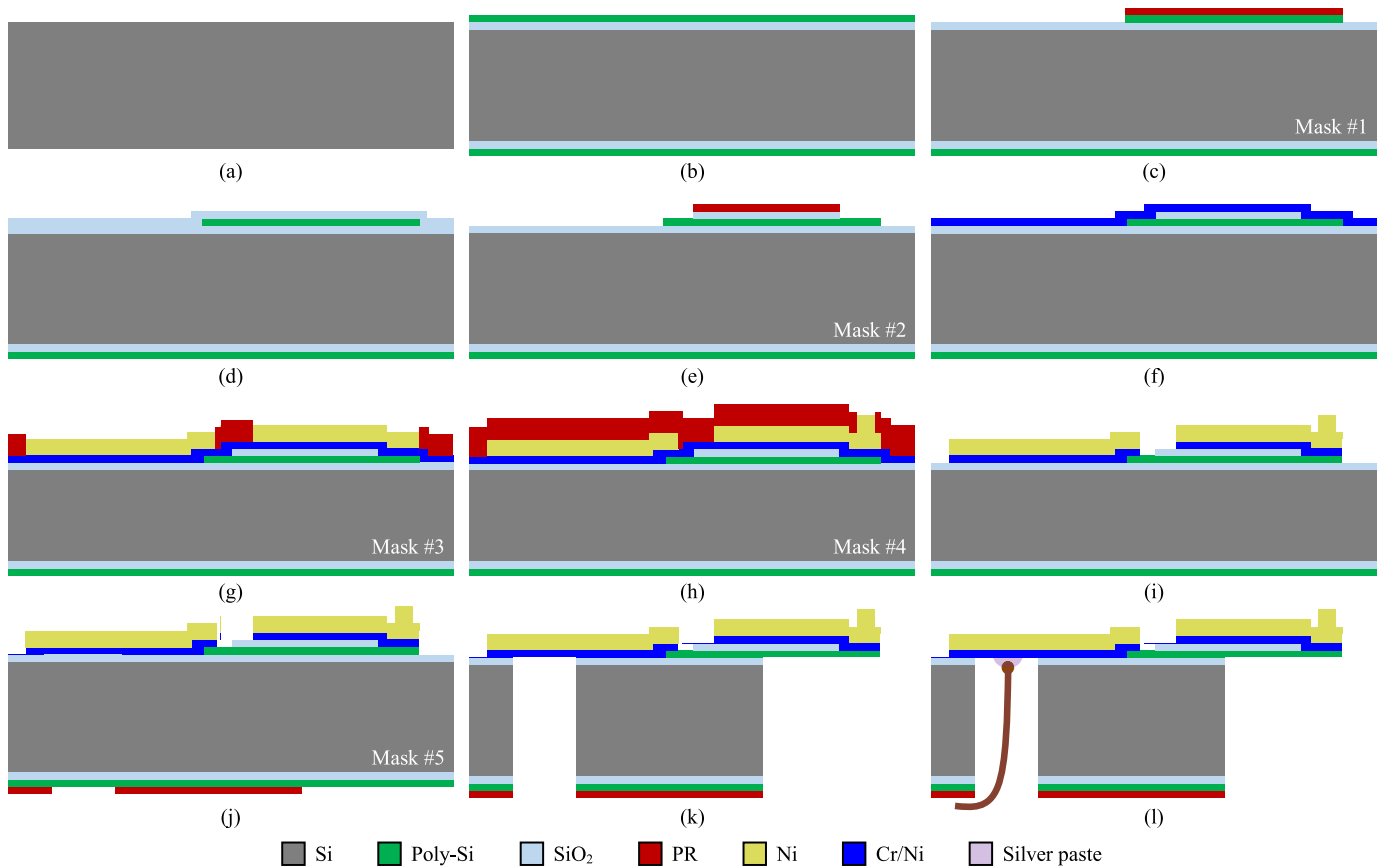 Mask #1
(a)
(b)
(c)
Mask #2
(d)
(e)
(f)
Mask #3
Mask #4
(g)
(h)
(i)
Mask #5
(j)
(k)
(l)
Si
Poly-Si
SiO₂
PR
Ni
Cr/Ni
Silver paste